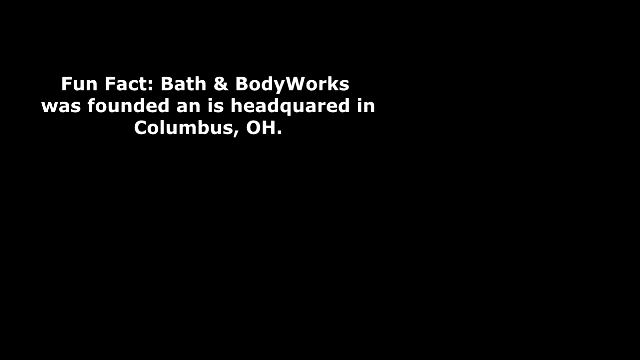 Fun Fact: Bath & BodyWorks
was founded an is headquared in
Columbus, OH.